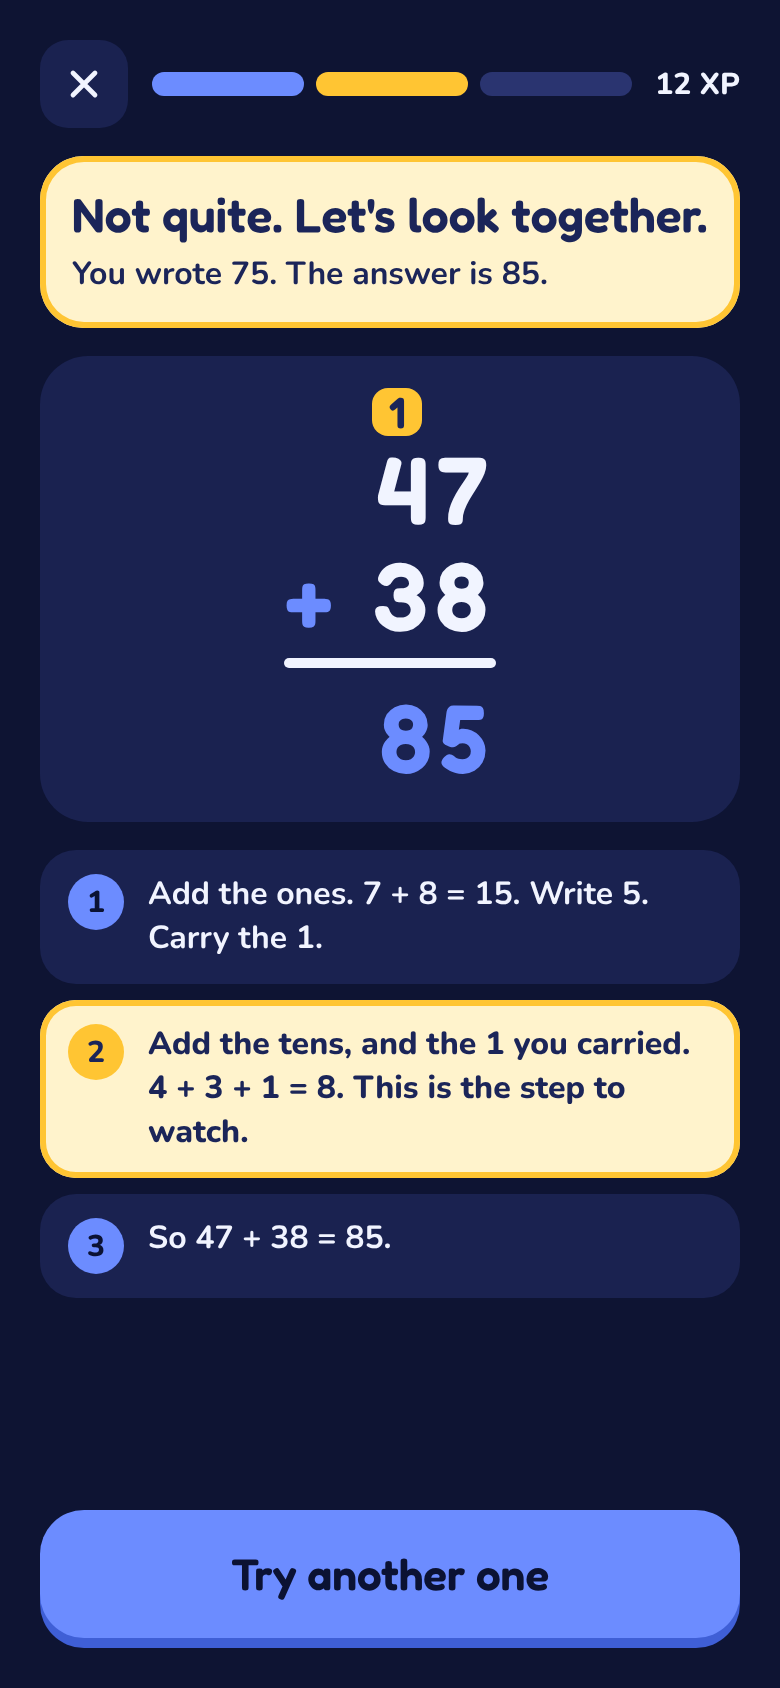 12 XP
Not quite. Let's look together.
You wrote 75. The answer is 85.
1
47
+ 38
85
1 Add the ones. 7 + 8 = 15. Write 5.
Carry the 1.
2 Add the tens, and the 1 you carried.
4 + 3 + 1 = 8. This is the step to
watch.
3 So 47 + 38 = 85.
Try another one